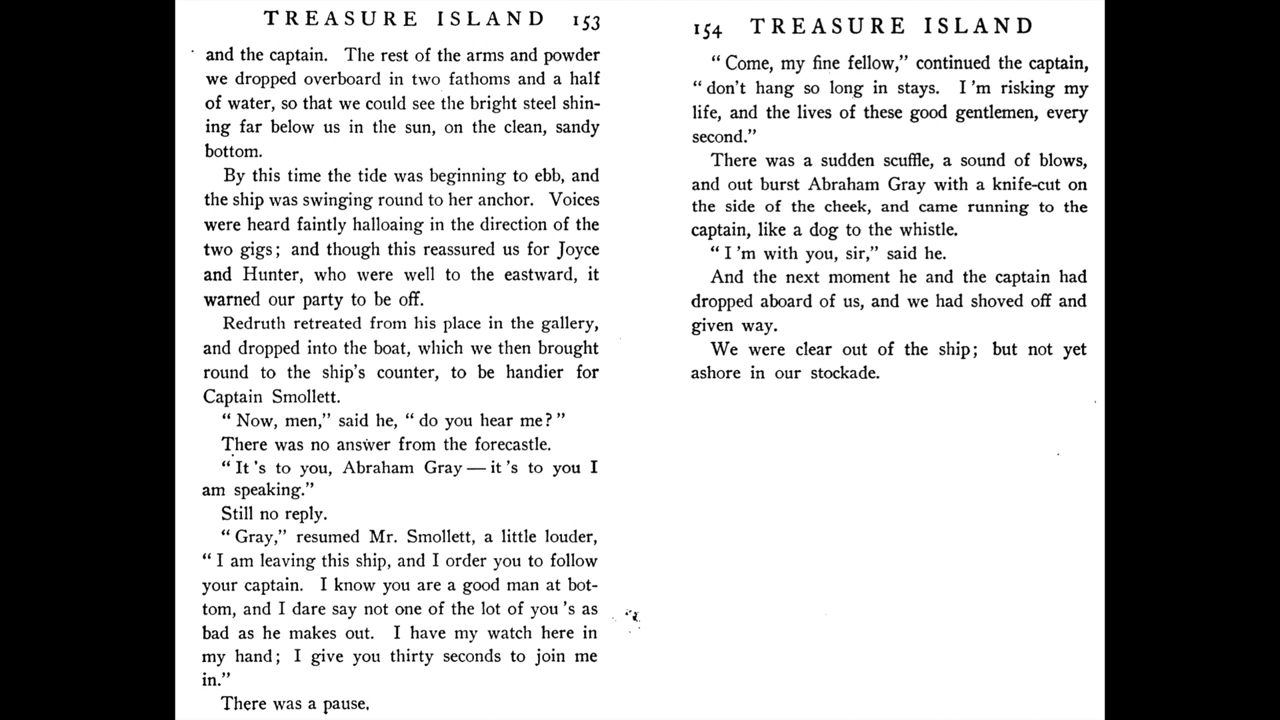 TREASURE ISLAND 153
and the captain. The rest of the arms and powder
we dropped overboard in two fathoms and a half
of water, so that we could see the bright steel shin-
ing far below us in the sun, on the clean, sandy
bottom.
By this time the tide was beginning to ebb, and
the ship was swinging round to her anchor. Voices
were heard faintly halloaing in the direction of the
two gigs; and though this reassured us for Joyce
and Hunter, who were well to the eastward, it
warned our party to be off.
Redruth retreated from his place in the gallery,
and dropped into the boat, which we then brought
round to the ship's counter, to be handier for
Captain Smollett.
“Now, men,” said he, “do you hear me?”
There was no answer from the forecastle.
“It's to you, Abraham Gray — it's to you I
am speaking.”
Still no reply.
“Gray,” resumed Mr. Smollett, a little louder,
“I am leaving this ship, and I order you to follow
your captain. I know you are a good man at bot-
tom, and I dare say not one of the lot of you's as
bad as he makes out. I have my watch here in
my hand; I give you thirty seconds to join me
in.”
There was a pause.
154 TREASURE ISLAND
“Come, my fine fellow,” continued the captain,
“don't hang so long in stays. I'm risking my
life, and the lives of these good gentlemen, every
second.”
There was a sudden scuffle, a sound of blows,
and out burst Abraham Gray with a knife-cut on
the side of the cheek, and came running to the
captain, like a dog to the whistle.
“I'm with you, sir,” said he.
And the next moment he and the captain had
dropped aboard of us, and we had shoved off and
given way.
We were clear out of the ship; but not yet
ashore in our stockade.